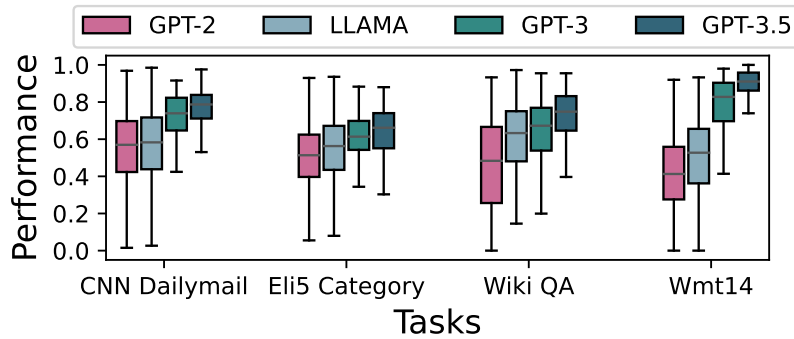 GPT-2 LLAMA GPT-3 GPT-3.5
Performance
1.0
0.8
0.6
0.4
0.2
0.0
CNN Dailymail Eli5 Category Wiki QA Wmt14
Tasks